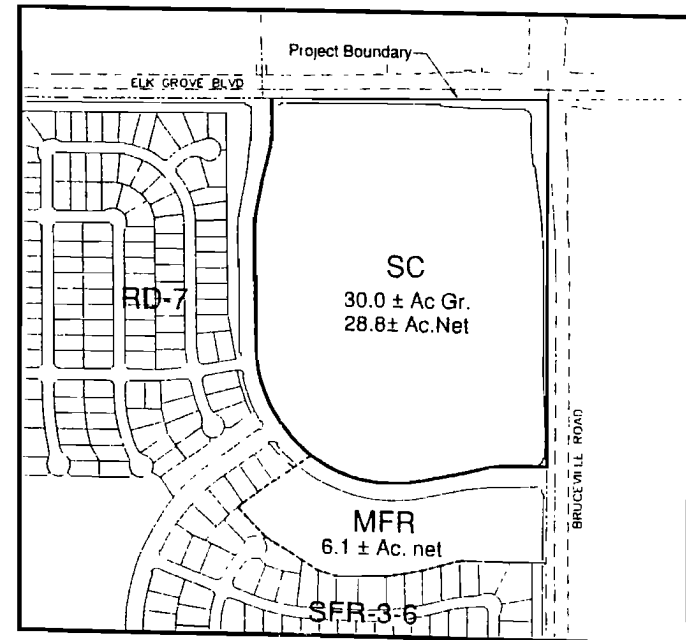 Project Boundary
ELK GROVE BLVD
SC
30.0 ± Ac Gr.
28.8± Ac.Net
RD-7
BRUCEVILLE ROAD
MFR
6.1 ± Ac. net
SFR-3-6